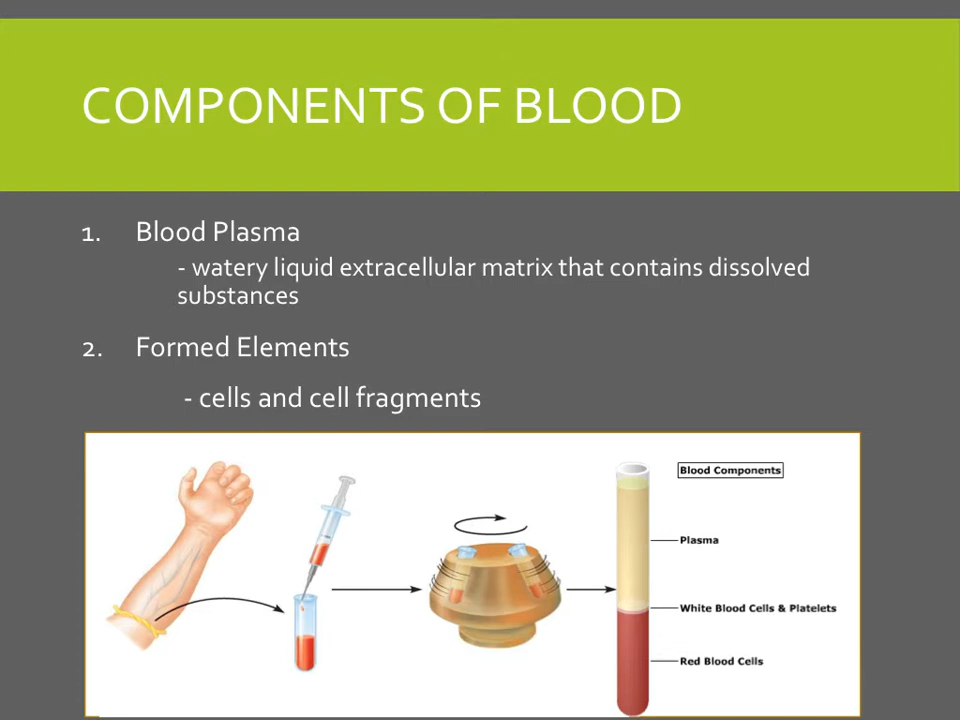 COMPONENTS OF BLOOD
1. Blood Plasma
- watery liquid extracellular matrix that contains dissolved
substances
2. Formed Elements
- cells and cell fragments
Blood Components
Plasma
White Blood Cells & Platelets
Red Blood Cells